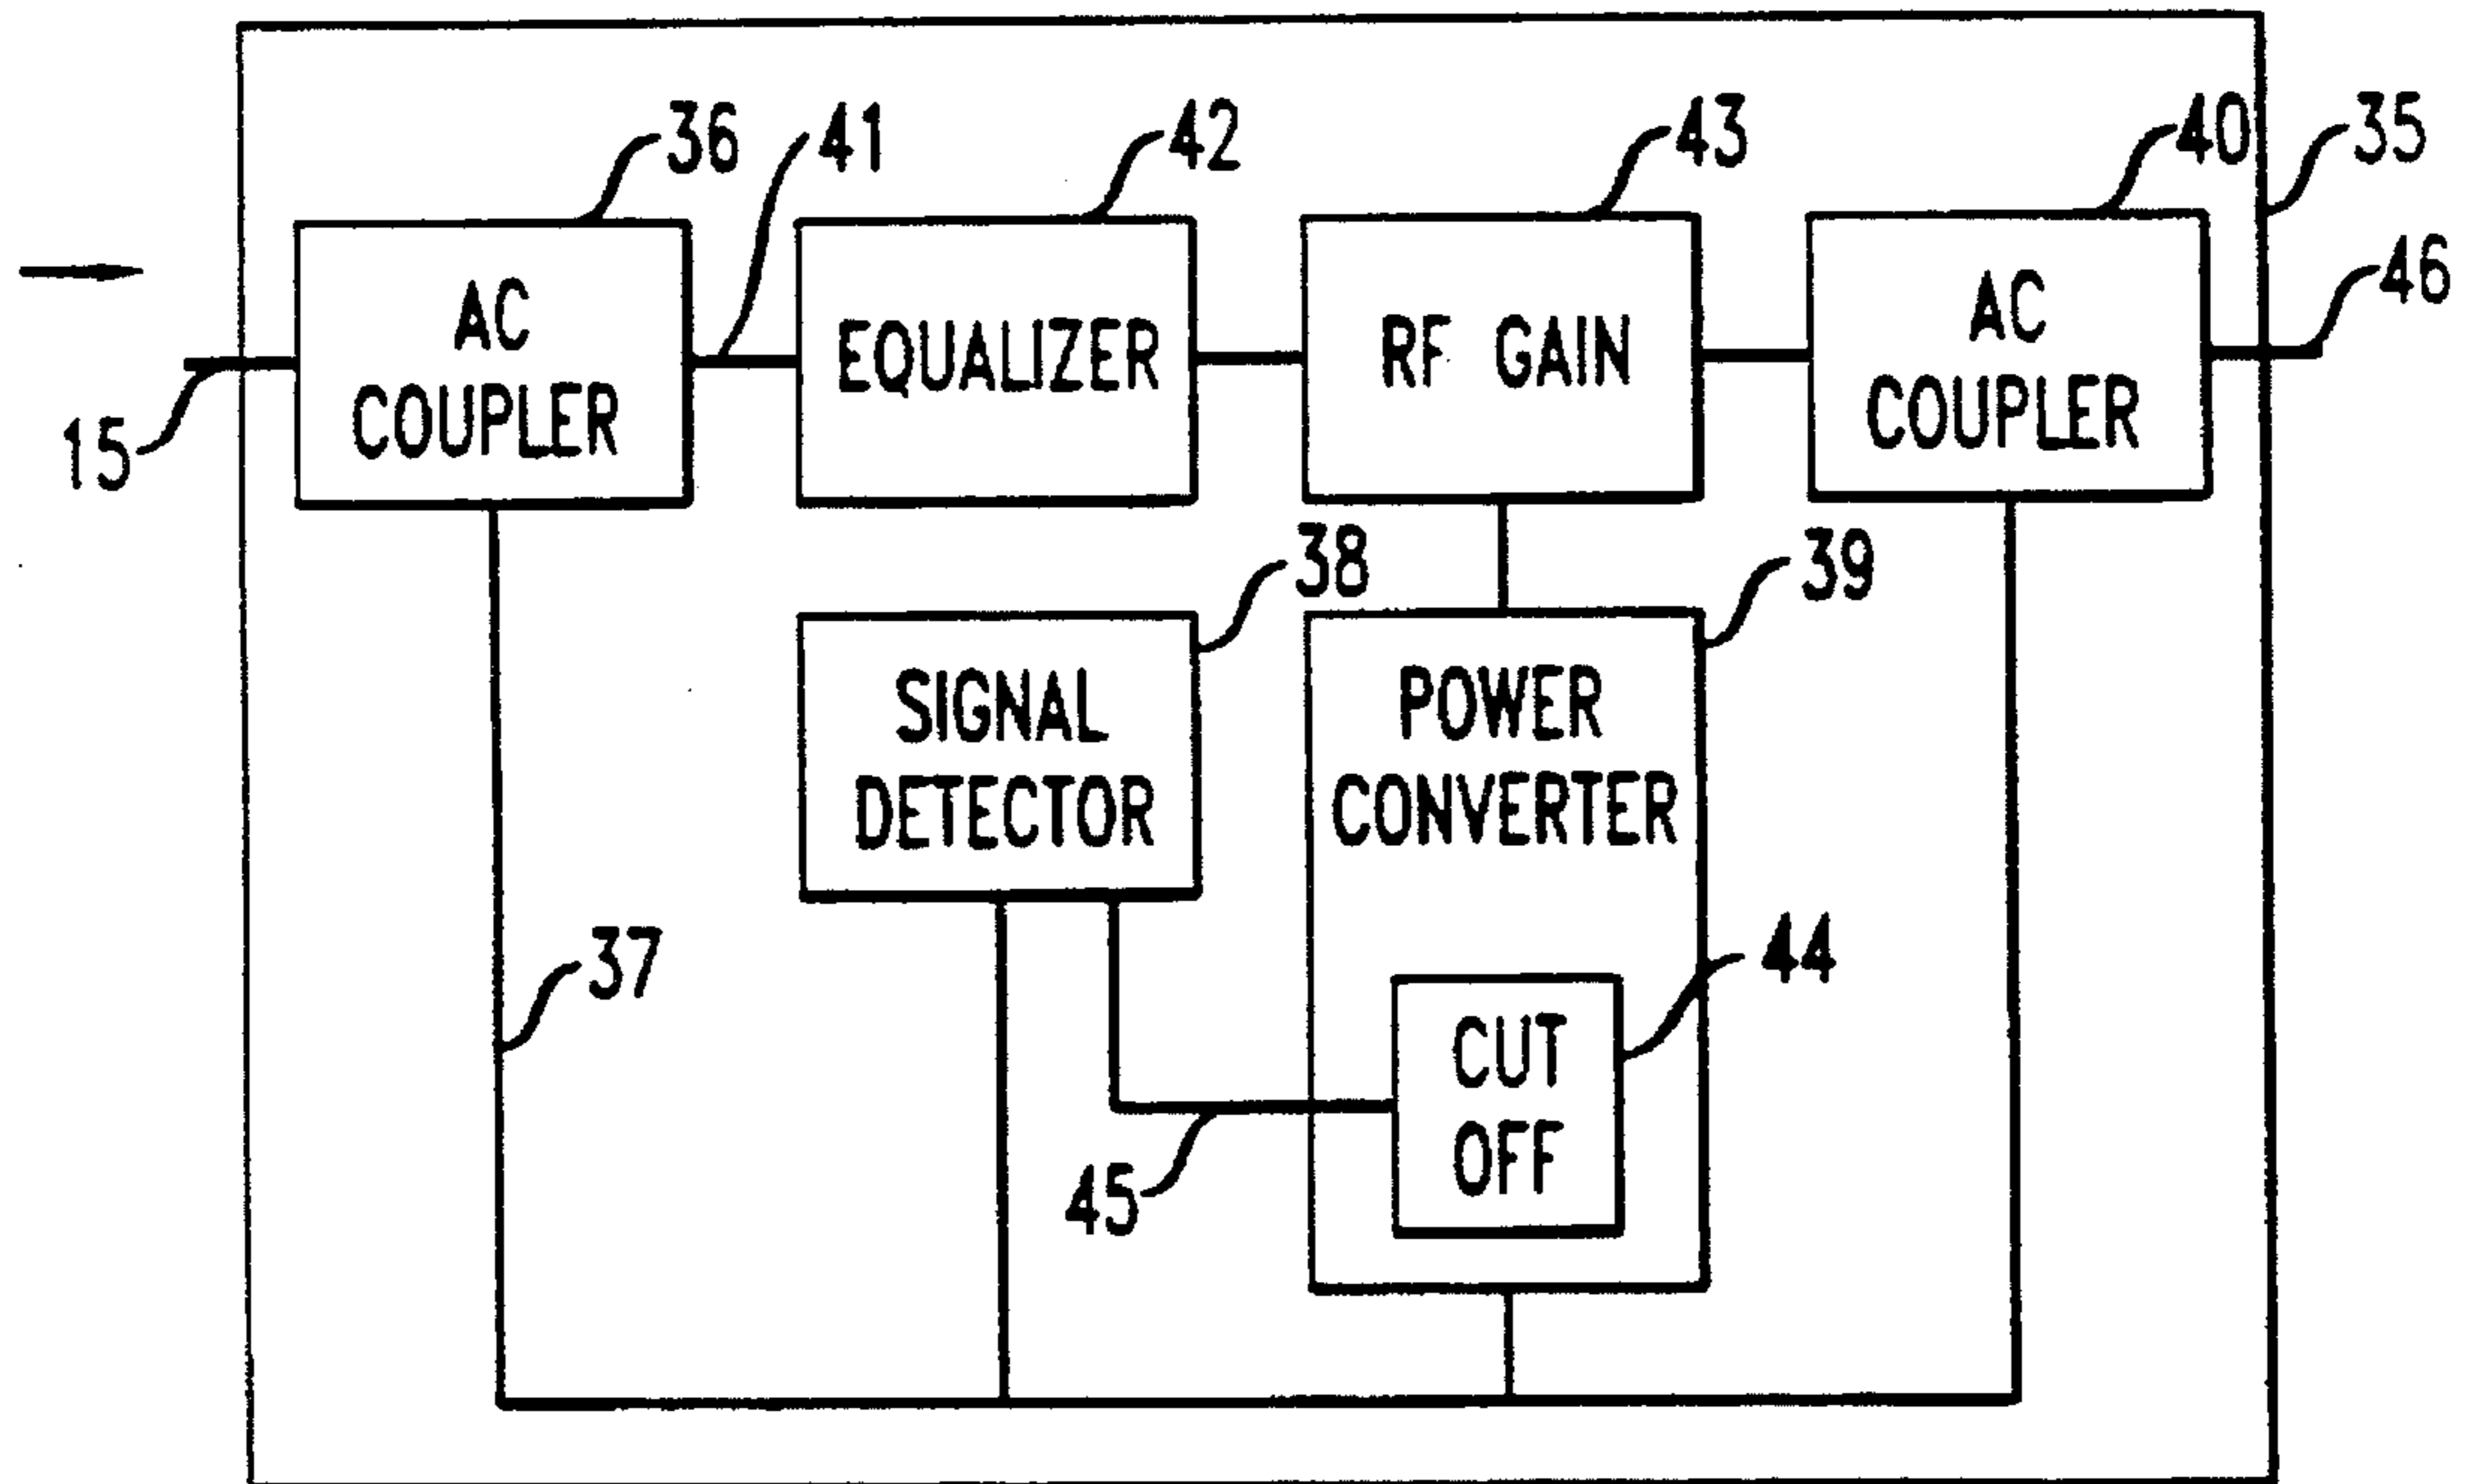 36
41
42
43
40
35
AC
COUPLER
EQUALIZER
RF GAIN
AC
COUPLER
46
15
38
39
SIGNAL
DETECTOR
POWER
CONVERTER
37
44
CUT
OFF
45